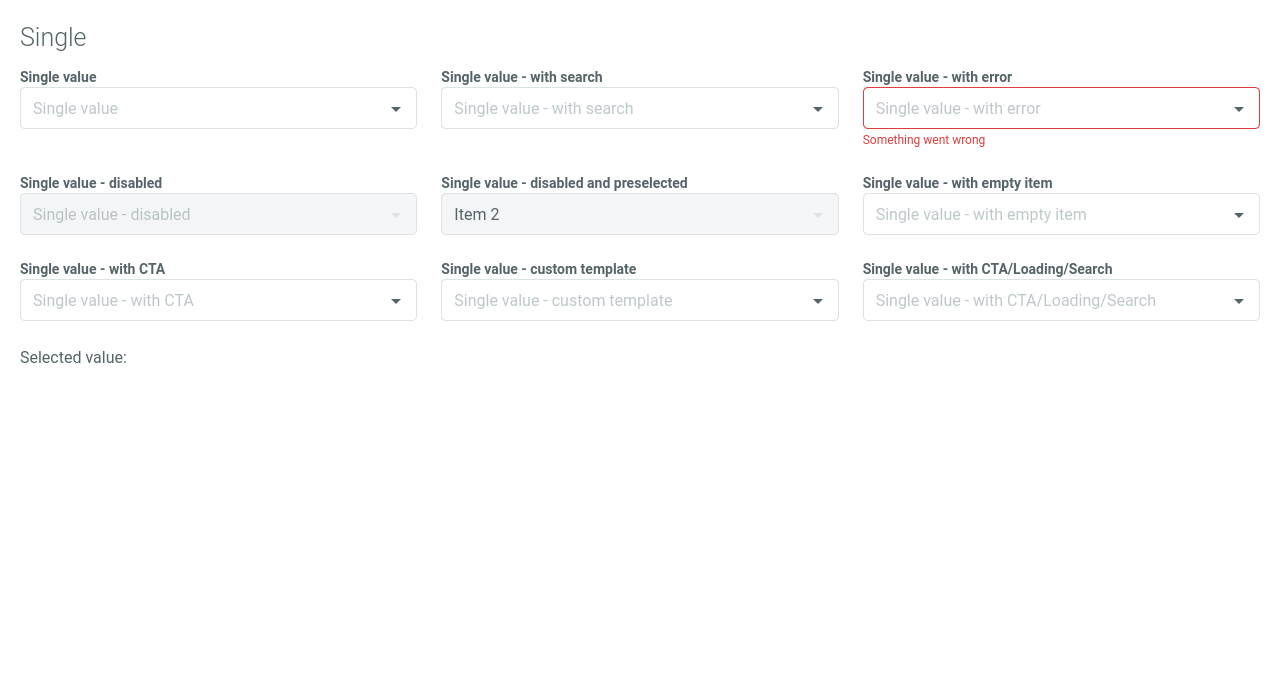 Single
Single value
Single value - with search
Single value - with error
Single value
Single value - with search
Single value - with error
Something went wrong
Single value - disabled
Single value - disabled and preselected
Single value - with empty item
Single value - disabled
Item 2
Single value - with empty item
Single value - with CTA
Single value - custom template
Single value - with CTA/Loading/Search
Single value - with CTA
Single value - custom template
Single value - with CTA/Loading/Search
Selected value: